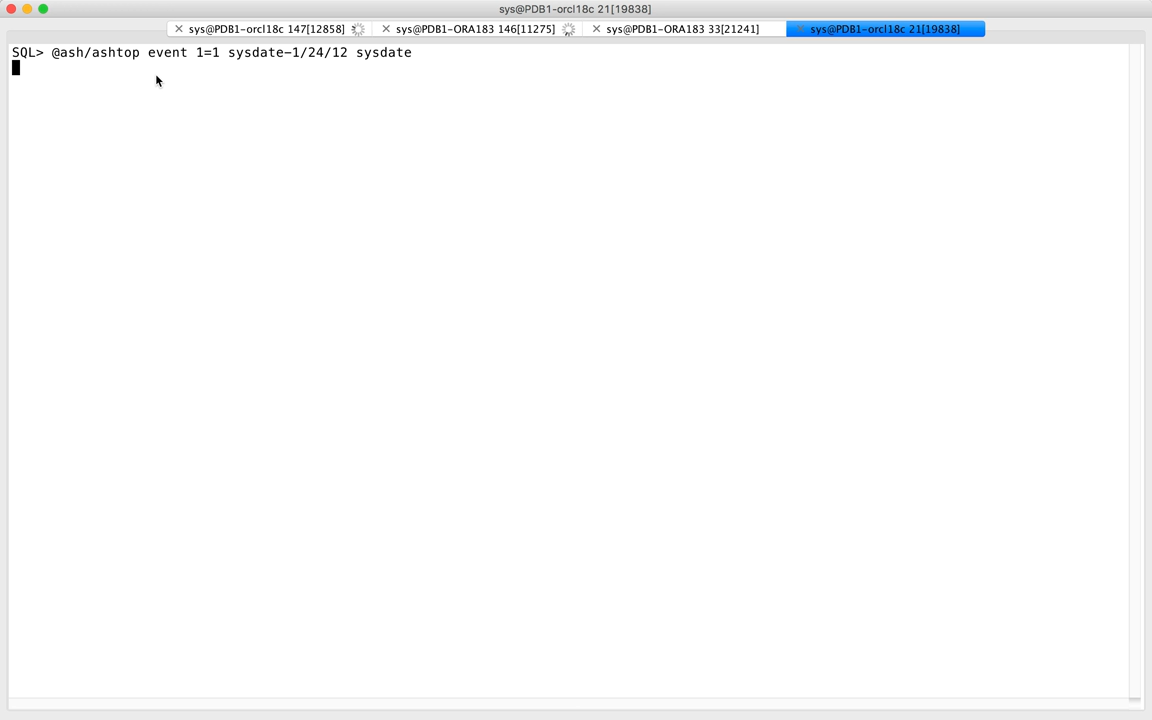 sys@PDB1-orcl18c 21[19838]
sys@PDB1-orcl18c 147[12858]
sys@PDB1-ORA183 146[11275]
sys@PDB1-ORA183 33[21241]
sys@PDB1-orcl18c 21[19838]
SQL> @ash/ashtop event 1=1 sysdate-1/24/12 sysdate